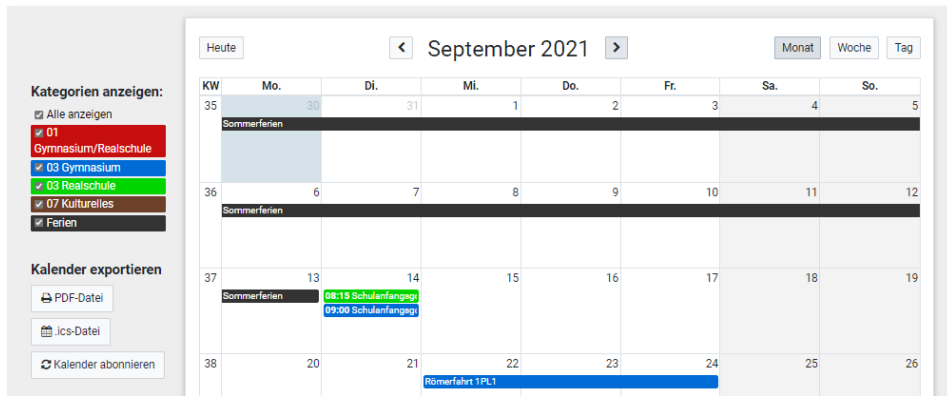 Kategorien anzeigen:
Alle anzeigen
01
Gymnasium/Realschule
03 Gymnasium
03 Realschule
07 Kulturelles
Ferien
Kalender exportieren
PDF-Datei
.ics-Datei
Kalender abonnieren
Heute
September 2021
Monat Woche Tag
KW Mo. Di. Mi. Do. Fr. Sa. So.
35 30 31 1 2 3 4 5
Sommerferien
36 6 7 8 9 10 11 12
Sommerferien
37 13 14 15 16 17 18 19
Sommerferien 08:15 Schulanfangsgo
09:00 Schulanfangsgo
38 20 21 22 23 24 25 26
Römerfahrt 1PL1